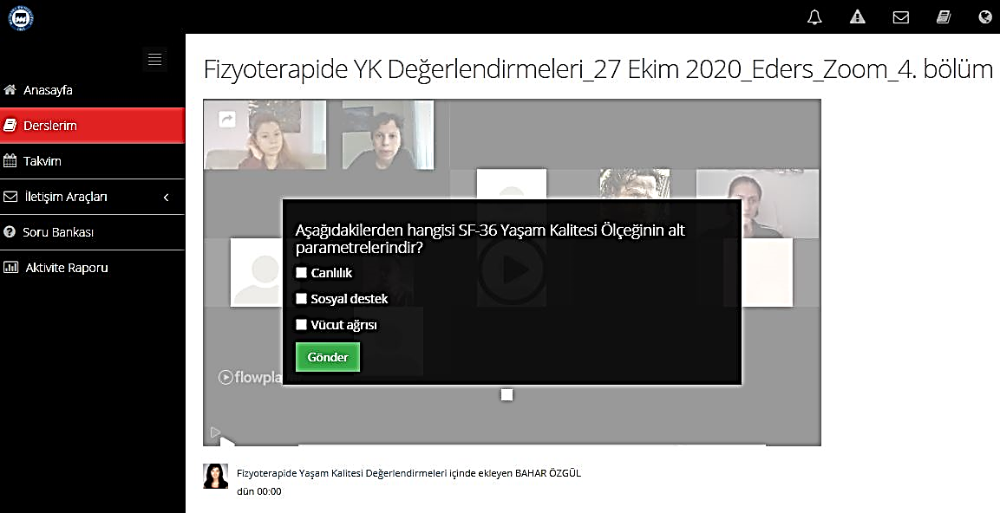 Fizyoterapide YK Değerlendirmeleri_27 Ekim 2020_Eders_Zoom_4. bölüm
Anasayfa
Derslerim
Takvim
İletişim Araçları
Soru Bankası
Aktivite Raporu
Aşağıdakilerden hangisi SF-36 Yaşam Kalitesi Ölçeğinin alt
parametrelerindir?
Canlılık
Sosyal destek
Vücut ağrısı
Gönder
Fizyoterapide Yaşam Kalitesi Değerlendirmeleri içinde ekleyen BAHAR ÖZGÜL
dün 00:00